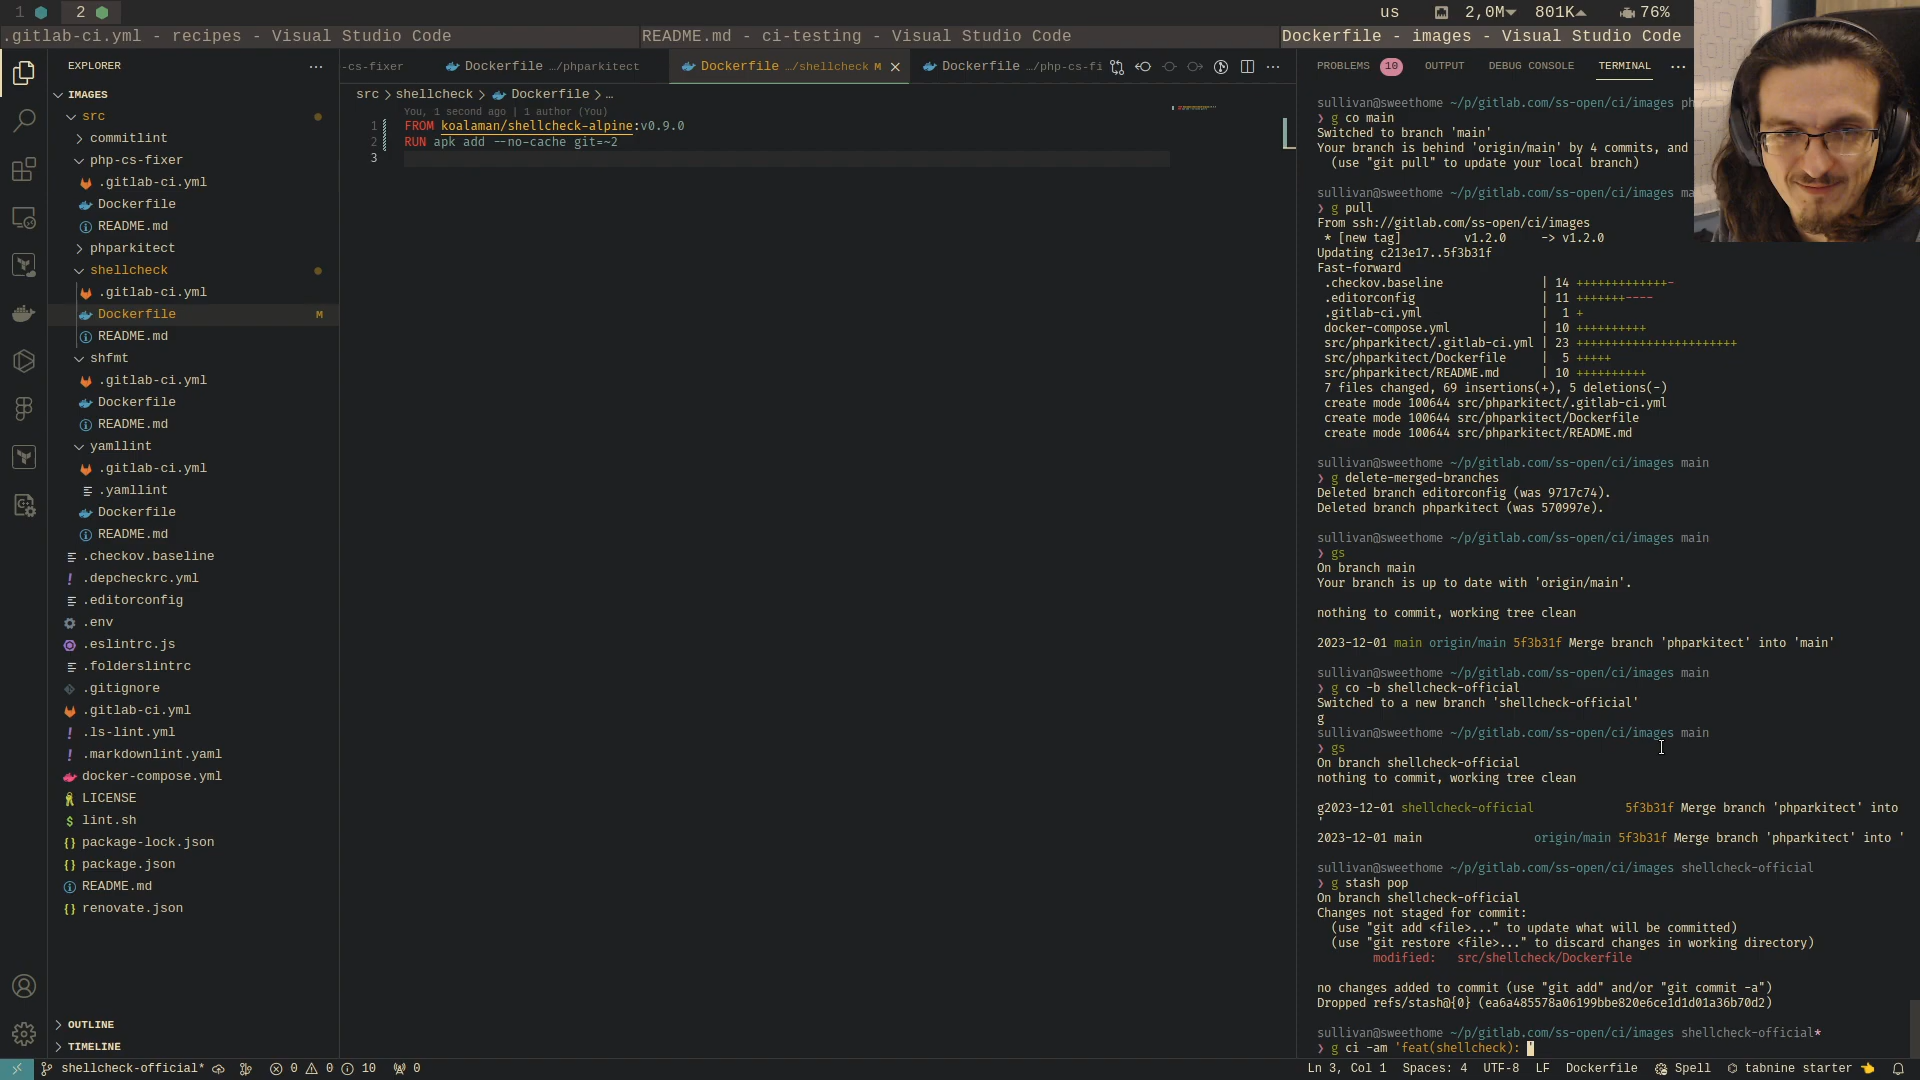 1 2 us 2,0M 801K 76%
.gitlab-ci.yml - recipes - Visual Studio Code
README.md - ci-testing - Visual Studio Code
Dockerfile - images - Visual Studio Code
EXPLORER
IMAGES
src
commitlint
php-cs-fixer
.gitlab-ci.yml
Dockerfile
README.md
phparkitect
shellcheck
.gitlab-ci.yml
Dockerfile M
README.md
shfmt
.gitlab-ci.yml
Dockerfile
README.md
yamllint
.gitlab-ci.yml
.yamllint
Dockerfile
README.md
.checkov.baseline
.depcheckrc.yml
.editorconfig
.env
.eslintrc.js
.folderslintrc
.gitignore
.gitlab-ci.yml
.ls-lint.yml
.markdownlint.yaml
docker-compose.yml
LICENSE
lint.sh
package-lock.json
package.json
README.md
renovate.json
OUTLINE
TIMELINE
-cs-fixer Dockerfile .../phparkitect Dockerfile .../shellcheck M Dockerfile .../php-cs-fi
src > shellcheck > Dockerfile > ...
You, 1 second ago | 1 author (You)
1 FROM koalaman/shellcheck-alpine:v0.9.0
2 RUN apk add --no-cache git=~2
3
PROBLEMS 10 OUTPUT DEBUG CONSOLE TERMINAL
sullivan@sweethome ~/p/gitlab.com/ss-open/ci/images ph
❯ g co main
Switched to branch 'main'
Your branch is behind 'origin/main' by 4 commits, and
(use "git pull" to update your local branch)
sullivan@sweethome ~/p/gitlab.com/ss-open/ci/images ma
❯ g pull
From ssh://gitlab.com/ss-open/ci/images
* [new tag] v1.2.0 -> v1.2.0
Updating c213e17..5f3b31f
Fast-forward
.checkov.baseline | 14 +++++++++++++-
.editorconfig | 11 +++++++----
.gitlab-ci.yml | 1 +
docker-compose.yml | 10 ++++++++++
src/phparkitect/.gitlab-ci.yml | 23 +++++++++++++++++++++++
src/phparkitect/Dockerfile | 5 +++++
src/phparkitect/README.md | 10 ++++++++++
7 files changed, 69 insertions(+), 5 deletions(-)
create mode 100644 src/phparkitect/.gitlab-ci.yml
create mode 100644 src/phparkitect/Dockerfile
create mode 100644 src/phparkitect/README.md
sullivan@sweethome ~/p/gitlab.com/ss-open/ci/images main
❯ g delete-merged-branches
Deleted branch editorconfig (was 9717c74).
Deleted branch phparkitect (was 570997e).
sullivan@sweethome ~/p/gitlab.com/ss-open/ci/images main
❯ gs
On branch main
Your branch is up to date with 'origin/main'.
nothing to commit, working tree clean
2023-12-01 main origin/main 5f3b31f Merge branch 'phparkitect' into 'main'
sullivan@sweethome ~/p/gitlab.com/ss-open/ci/images main
❯ g co -b shellcheck-official
Switched to a new branch 'shellcheck-official'
g
sullivan@sweethome ~/p/gitlab.com/ss-open/ci/images main
❯ gs
On branch shellcheck-official
nothing to commit, working tree clean
g2023-12-01 shellcheck-official 5f3b31f Merge branch 'phparkitect' into
'
2023-12-01 main origin/main 5f3b31f Merge branch 'phparkitect' into '
sullivan@sweethome ~/p/gitlab.com/ss-open/ci/images shellcheck-official
❯ g stash pop
On branch shellcheck-official
Changes not staged for commit:
(use "git add <file>..." to update what will be committed)
(use "git restore <file>..." to discard changes in working directory)
modified: src/shellcheck/Dockerfile
no changes added to commit (use "git add" and/or "git commit -a")
Dropped refs/stash@{0} (ea6a485578a06199bbe820e6ce1d1d01a36b70d2)
sullivan@sweethome ~/p/gitlab.com/ss-open/ci/images shellcheck-official*
❯ g ci -am 'feat(shellcheck): '
shellcheck-official* 0 0 10 0 Ln 3, Col 1 Spaces: 4 UTF-8 LF Dockerfile Spell tabnine starter